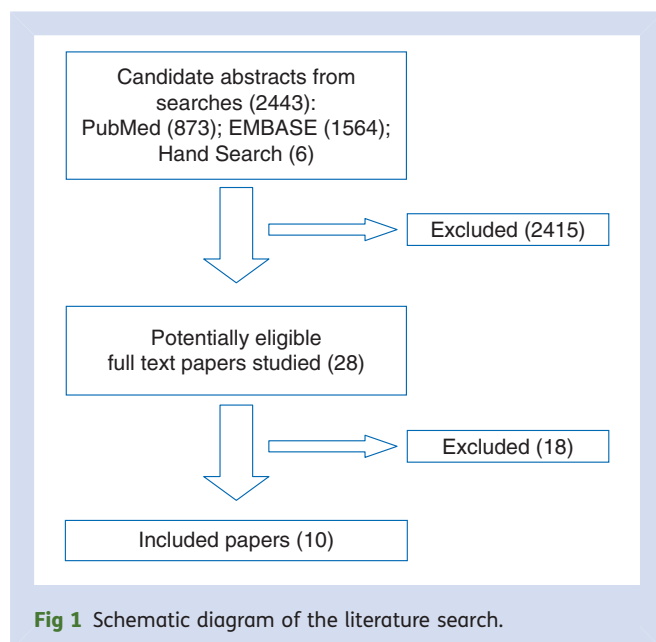 Candidate abstracts from
searches (2443):
PubMed (873); EMBASE (1564);
Hand Search (6)
Excluded (2415)
Potentially eligible
full text papers studied (28)
Excluded (18)
Included papers (10)
Fig 1 Schematic diagram of the literature search.